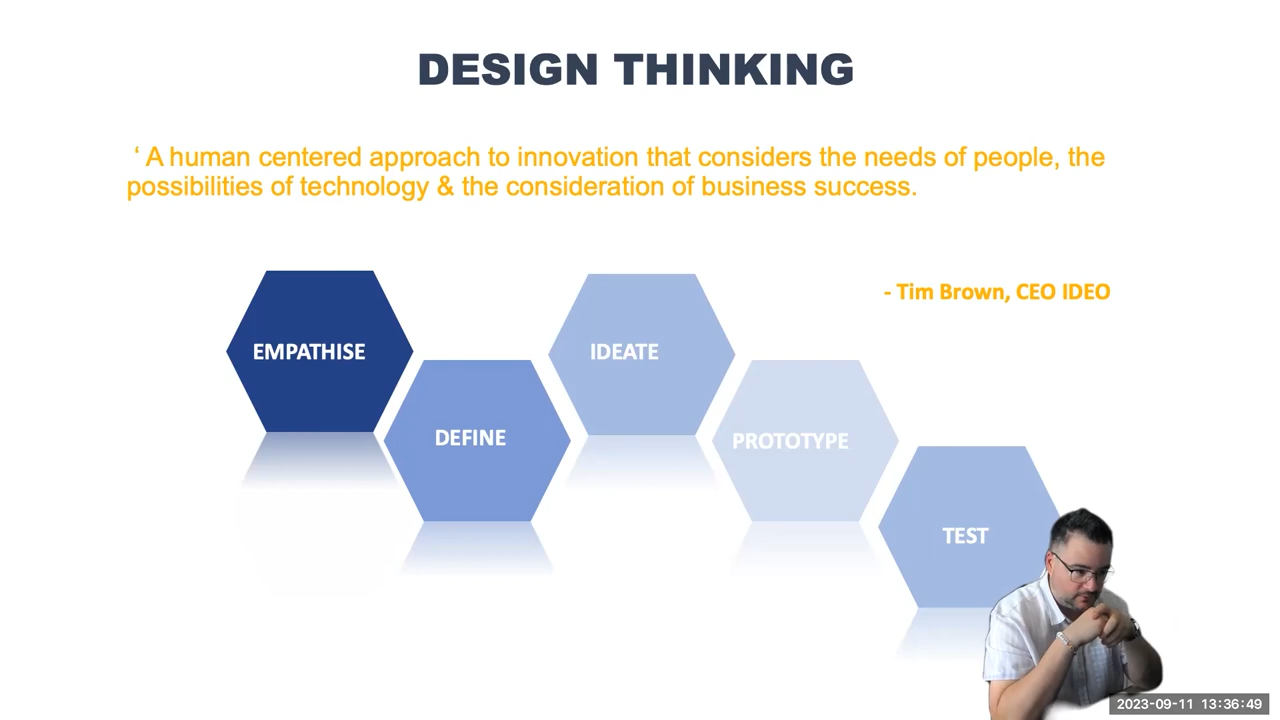 DESIGN THINKING
‘ A human centered approach to innovation that considers the needs of people, the
possibilities of technology & the consideration of business success.
- Tim Brown, CEO IDEO
EMPATHISE
DEFINE
IDEATE
PROTOTYPE
TEST
2023-09-11 13:36:49